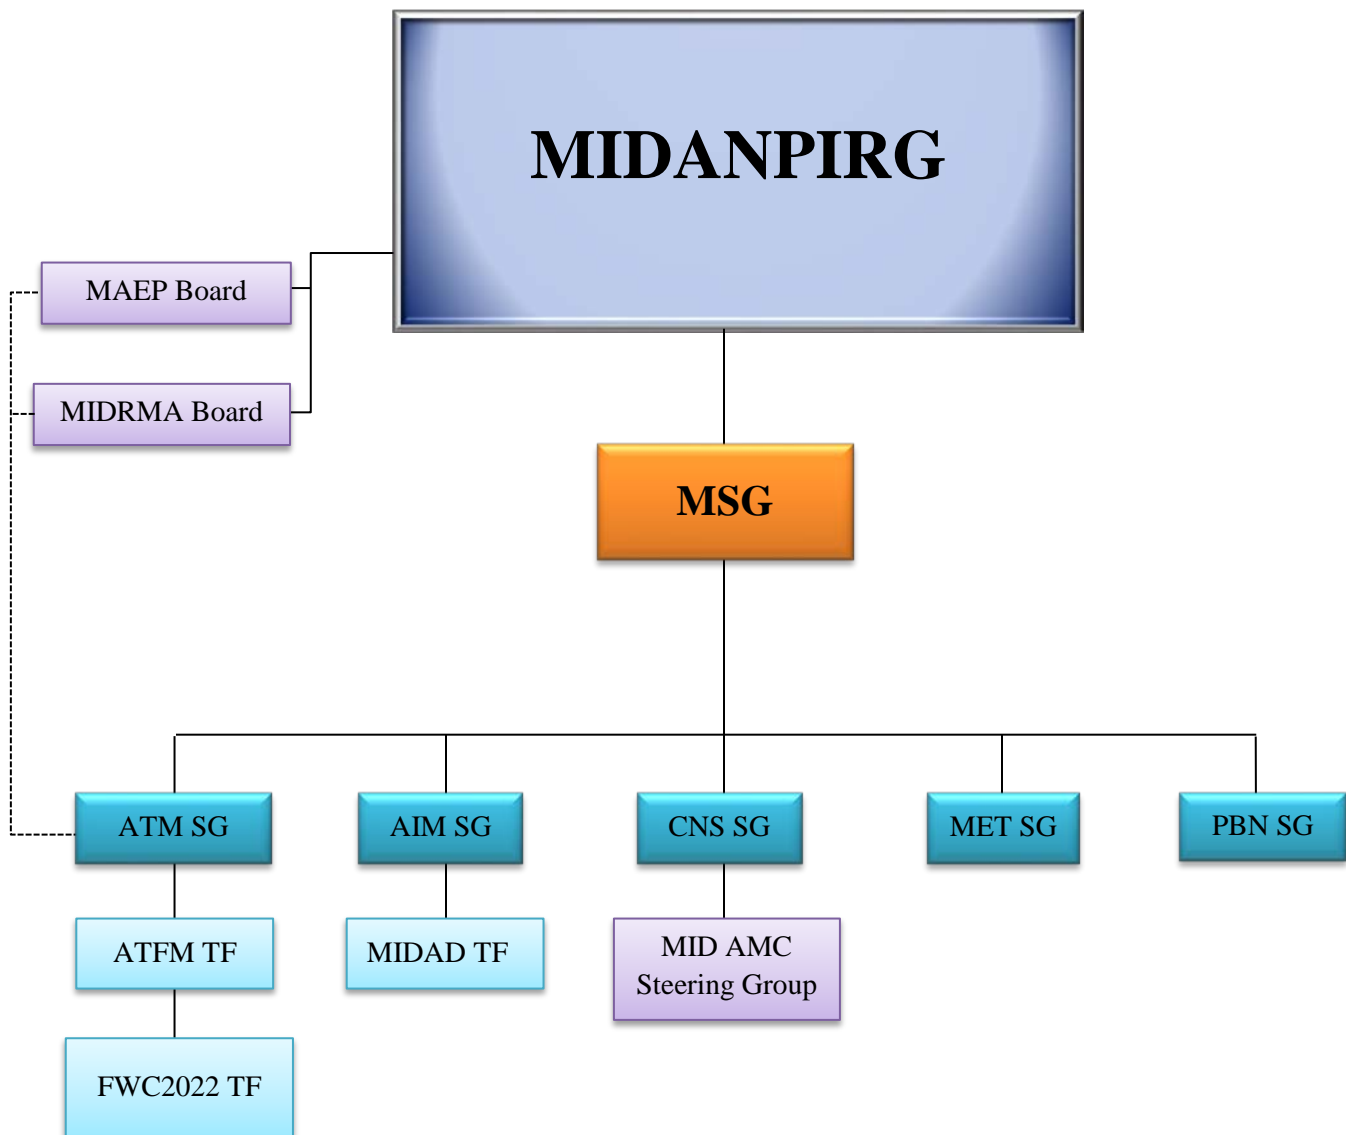 MIDANPIRG
MAEP Board
MIDRMA Board
MSG
ATM SG
AIM SG
CNS SG
MET SG
PBN SG
ATFM TF
MIDAD TF
MID AMC
Steering Group
FWC2022 TF